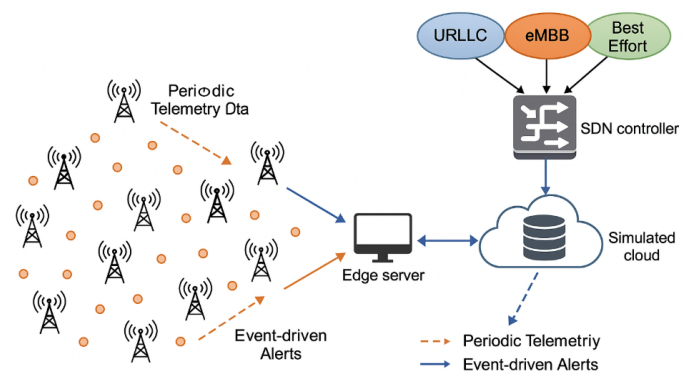 URLLC
eMBB
Best
Effort
Periodic
Telemetry Dta
SDN controller
Edge server
Simulated
cloud
Event-driven
Alerts
Periodic Telemetriy
Event-driven Alerts